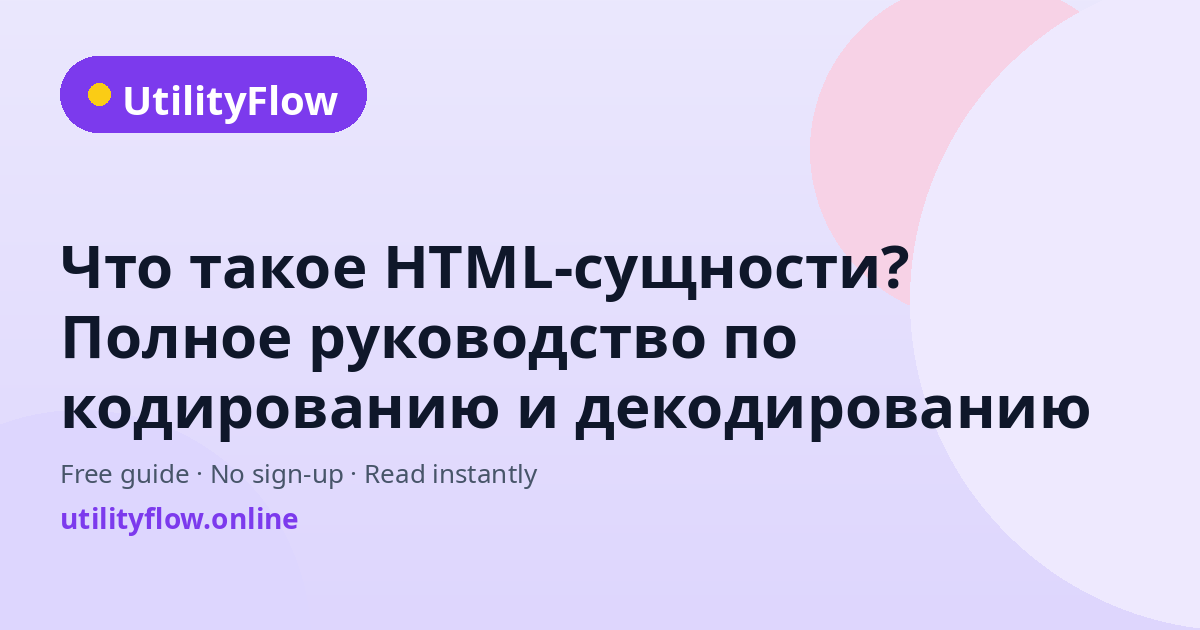 UtilityFlow
Что такое HTML-сущности?
Полное руководство по
кодированию и декодированию
Free guide · No sign-up · Read instantly
utilityflow.online